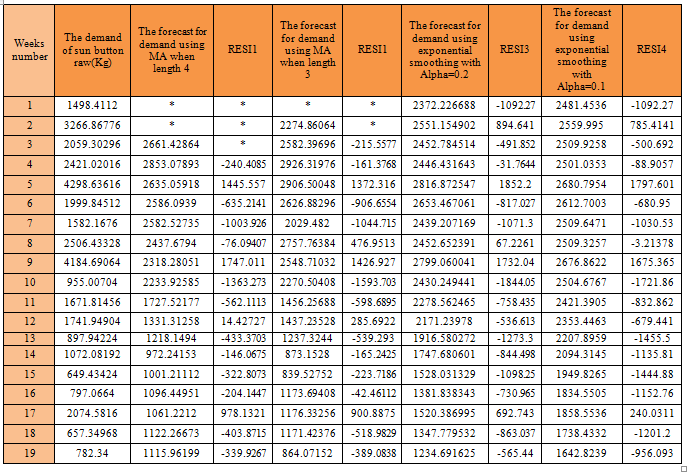 Weeks number | The demand of sun button raw(Kg) | The forecast for demand using MA when length 4 | RESI1 | The forecast for demand using MA when length 3 | RESI1 | The forecast for demand using exponential smoothing with Alpha=0.2 | RESI3 | The forecast for demand using exponential smoothing with Alpha=0.1 | RESI4
1 | 1498.4112 | * | * | * | * | 2372.226688 | -1092.27 | 2481.4536 | -1092.27
2 | 3266.86776 | * | * | 2274.86064 | * | 2551.154902 | 894.641 | 2559.995 | 785.4141
3 | 2059.30296 | 2661.42864 | * | 2582.39696 | -215.5577 | 2452.784514 | -491.852 | 2509.9258 | -500.692
4 | 2421.02016 | 2853.07893 | -240.4085 | 2926.31976 | -161.3768 | 2446.431643 | -31.7644 | 2501.0353 | -88.9057
5 | 4298.63616 | 2635.05918 | 1445.557 | 2906.50048 | 1372.316 | 2816.872547 | 1852.2 | 2680.7954 | 1797.601
6 | 1999.84512 | 2586.0939 | -635.2141 | 2626.88296 | -906.6554 | 2653.467061 | -817.027 | 2612.7003 | -680.95
7 | 1582.1676 | 2582.52735 | -1003.926 | 2029.482 | -1044.715 | 2439.207169 | -1071.3 | 2509.6471 | -1030.53
8 | 2506.43328 | 2437.6794 | -76.09407 | 2757.76384 | 476.9513 | 2452.652391 | 67.2261 | 2509.3257 | -3.21378
9 | 4184.69064 | 2318.28051 | 1747.011 | 2548.71032 | 1426.927 | 2799.060041 | 1732.04 | 2676.8622 | 1675.365
10 | 955.00704 | 2233.92585 | -1363.273 | 2270.50408 | -1593.703 | 2430.249441 | -1844.05 | 2504.6767 | -1721.86
11 | 1671.81456 | 1727.52177 | -562.1113 | 1456.25688 | -598.6895 | 2278.562465 | -758.435 | 2421.3905 | -832.862
12 | 1741.94904 | 1331.31258 | 14.42727 | 1437.23528 | 285.6922 | 2171.23978 | -536.613 | 2353.4463 | -679.441
13 | 897.94224 | 1218.1494 | -433.3703 | 1237.3244 | -539.293 | 1916.580272 | -1273.3 | 2207.8959 | -1455.5
14 | 1072.08192 | 972.24153 | -146.0675 | 873.1528 | -165.2425 | 1747.680601 | -844.498 | 2094.3145 | -1135.81
15 | 649.43424 | 1001.21112 | -322.8073 | 839.52752 | -223.7186 | 1528.031329 | -1098.25 | 1949.8265 | -1444.88
16 | 797.0664 | 1096.44951 | -204.1447 | 1173.69408 | -42.46112 | 1381.838343 | -730.965 | 1834.5505 | -1152.76
17 | 2074.5816 | 1061.2212 | 978.1321 | 1176.33256 | 900.8875 | 1520.386995 | 692.743 | 1858.5536 | 240.0311
18 | 657.34968 | 1122.26673 | -403.8715 | 1171.42376 | -518.9829 | 1347.779532 | -863.037 | 1738.4332 | -1201.2
19 | 782.34 | 1115.96199 | -339.9267 | 864.07152 | -389.0838 | 1234.691625 | -565.44 | 1642.8239 | -956.093